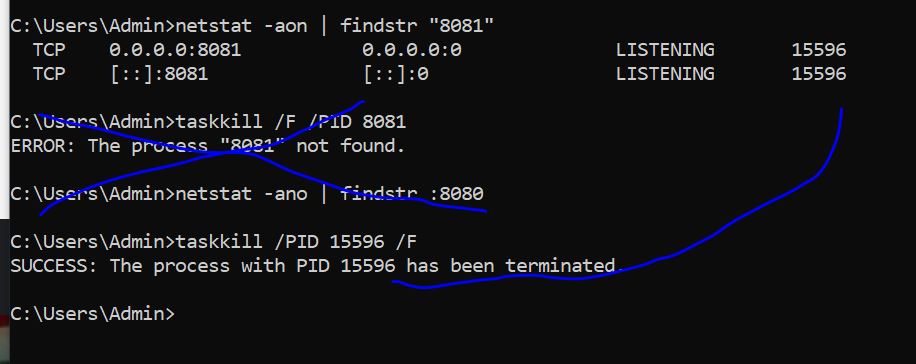 C:\Users\Admin>netstat -aon | findstr "8081"
TCP 0.0.0.0:8081 0.0.0.0:0 LISTENING 15596
TCP [::]:8081 [::]:0 LISTENING 15596
C:\Users\Admin>taskkill /F /PID 8081
ERROR: The process "8081" not found.
C:\Users\Admin>netstat -ano | findstr :8080
C:\Users\Admin>taskkill /PID 15596 /F
SUCCESS: The process with PID 15596 has been terminated.
C:\Users\Admin>